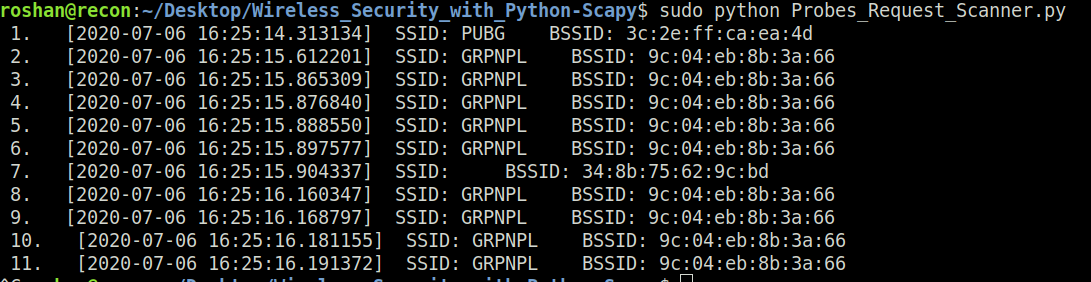 roshan@recon:~/Desktop/Wireless_Security_with_Python-Scapy$ sudo python Probes_Request_Scanner.py
1. [2020-07-06 16:25:14.313134] SSID: PUBG BSSID: 3c:2e:ff:ca:ea:4d
2. [2020-07-06 16:25:15.612201] SSID: GRPNPL BSSID: 9c:04:eb:8b:3a:66
3. [2020-07-06 16:25:15.865309] SSID: GRPNPL BSSID: 9c:04:eb:8b:3a:66
4. [2020-07-06 16:25:15.876840] SSID: GRPNPL BSSID: 9c:04:eb:8b:3a:66
5. [2020-07-06 16:25:15.888550] SSID: GRPNPL BSSID: 9c:04:eb:8b:3a:66
6. [2020-07-06 16:25:15.897577] SSID: GRPNPL BSSID: 9c:04:eb:8b:3a:66
7. [2020-07-06 16:25:15.904337] SSID: BSSID: 34:8b:75:62:9c:bd
8. [2020-07-06 16:25:16.160347] SSID: GRPNPL BSSID: 9c:04:eb:8b:3a:66
9. [2020-07-06 16:25:16.168797] SSID: GRPNPL BSSID: 9c:04:eb:8b:3a:66
10. [2020-07-06 16:25:16.181155] SSID: GRPNPL BSSID: 9c:04:eb:8b:3a:66
11. [2020-07-06 16:25:16.191372] SSID: GRPNPL BSSID: 9c:04:eb:8b:3a:66